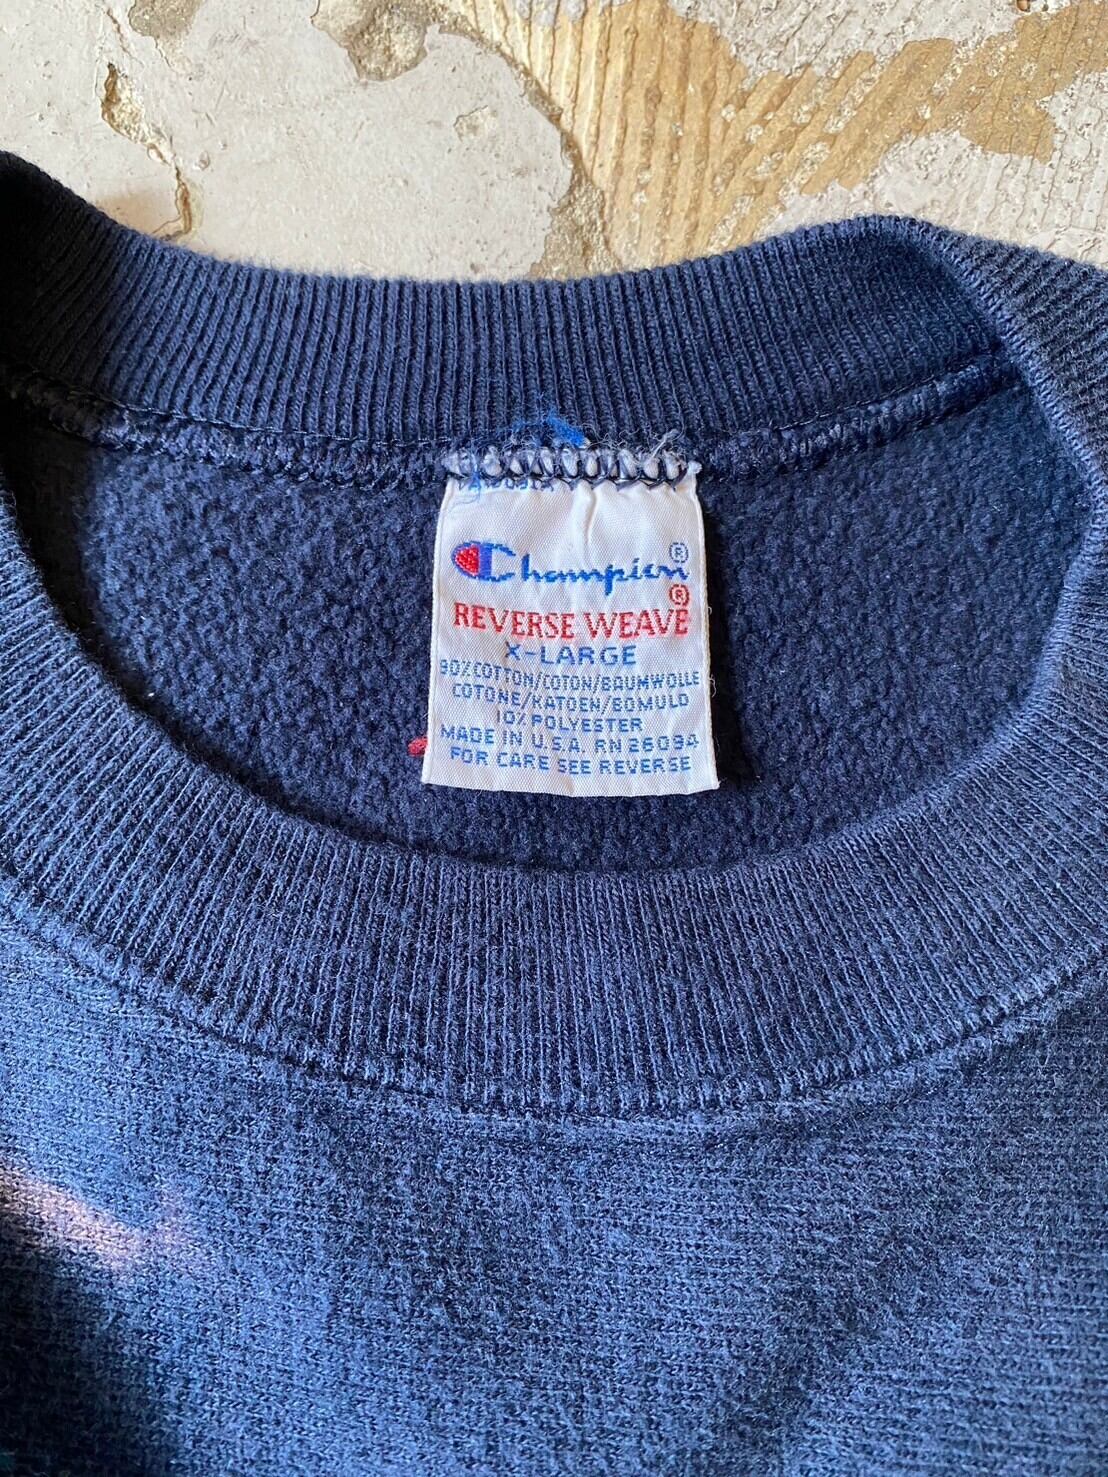 Champion®
REVERSE WEAVE®
X-LARGE
90% COTTON/COTON/BAUMWOLLE
COTONE/KATOEN/BOMULD
10% POLYESTER
MADE IN U.S.A. RN 26094
FOR CARE SEE REVERSE